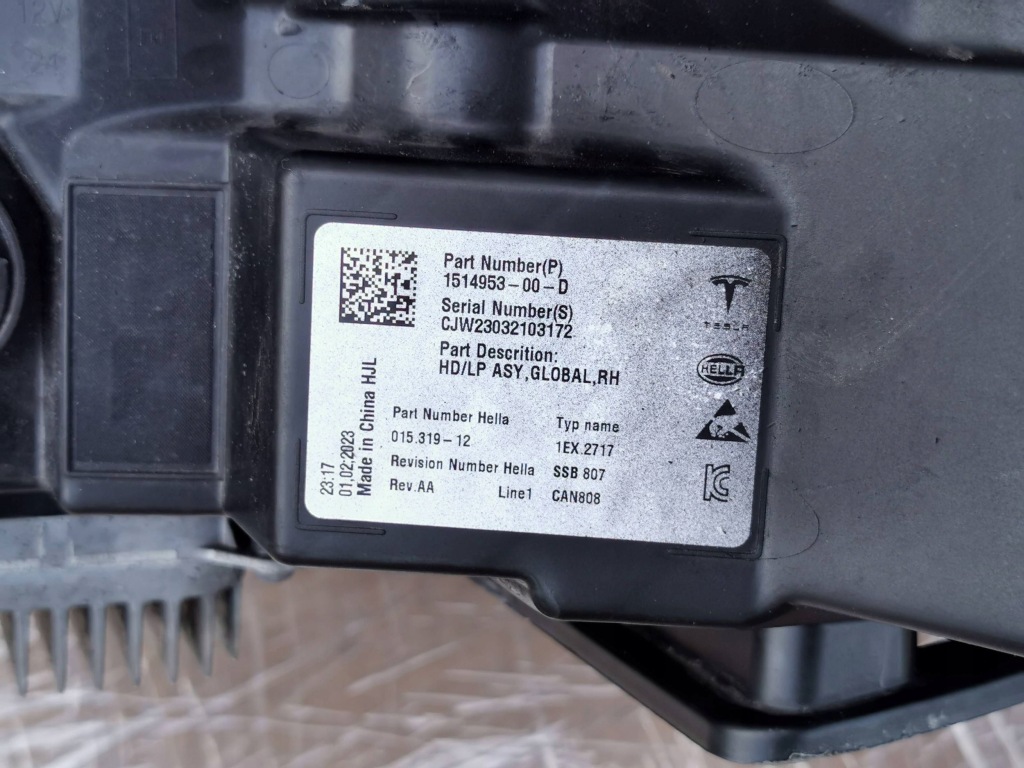 Part Number(P)
1514953-00-D
Serial Number(S)
CJW23032103172
Part Descrition:
HD/LP ASY,GLOBAL,RH
Part Number Hella
015.319-12
Revision Number Hella
Rev.AA
Line1
Typ name
1EX.2717
SSB 807
CAN808
23:17
01,02,2023
Made in China HJL
TESLA
HELLA
KC
12V